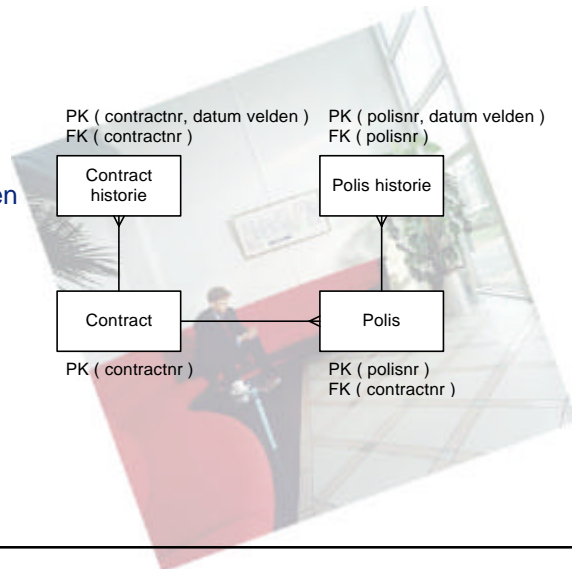 PK ( contractnr, datum velden )
FK ( contractnr )
PK ( polisnr, datum velden )
FK ( polisnr )
Contract
historie
Polis historie
en
Contract
Polis
PK ( contractnr )
PK ( polisnr )
FK ( contractnr )